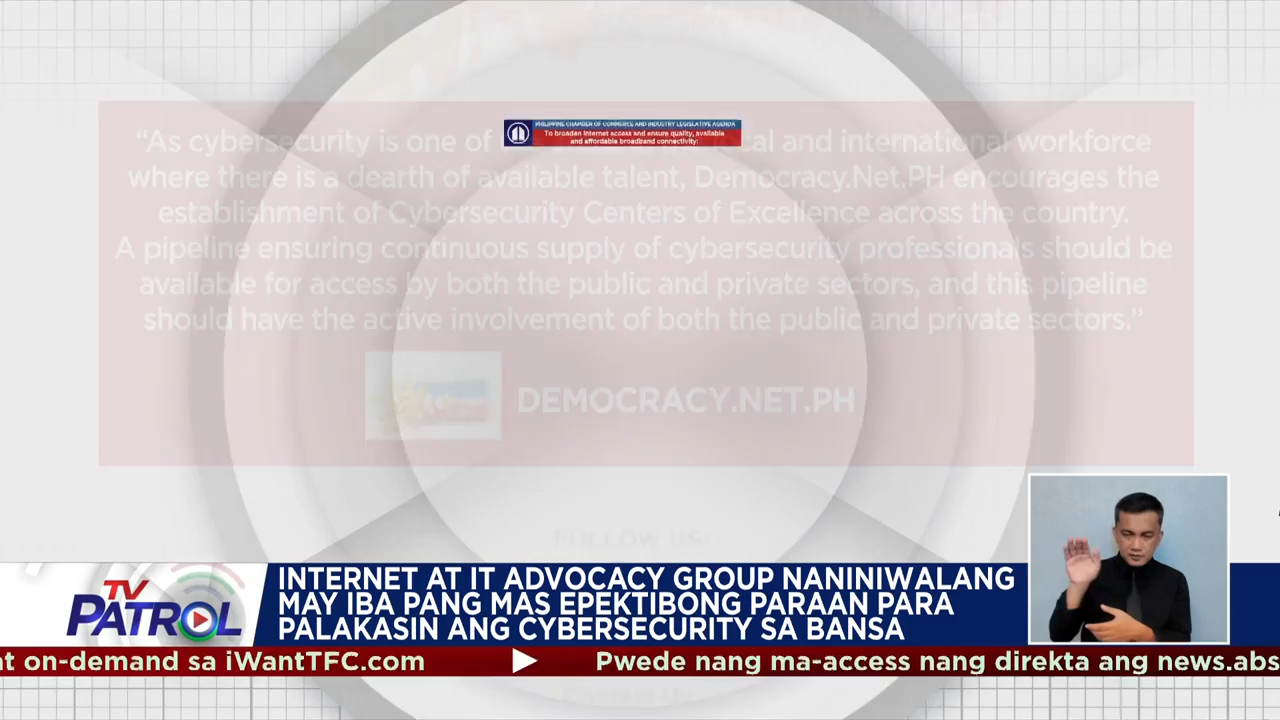 PHILIPPINE CHAMBER OF COMMERCE AND INDUSTRY LEGISLATIVE AGENDA
To broaden internet access and ensure quality, available
and affordable broadband connectivity:
“As cybersecurity is one of and international workforce
where there is a dearth of available talent, Democracy.Net.PH encourages the
establishment of Cybersecurity Centers of Excellence across the country.
A pipeline ensuring continuous supply of cybersecurity professionals should be
available for access by both the public and private sectors, and this pipeline
should have the active involvement of both the public and private sectors.”
DEMOCRACY.NET.PH
FOLLOW US:
TV PATROL
INTERNET AT IT ADVOCACY GROUP NANINIWALANG
MAY IBA PANG MAS EPEKTIBONG PARAAN PARA
PALAKASIN ANG CYBERSECURITY SA BANSA
at on-demand sa iWantTFC.com Pwede nang ma-access nang direkta ang news.abs